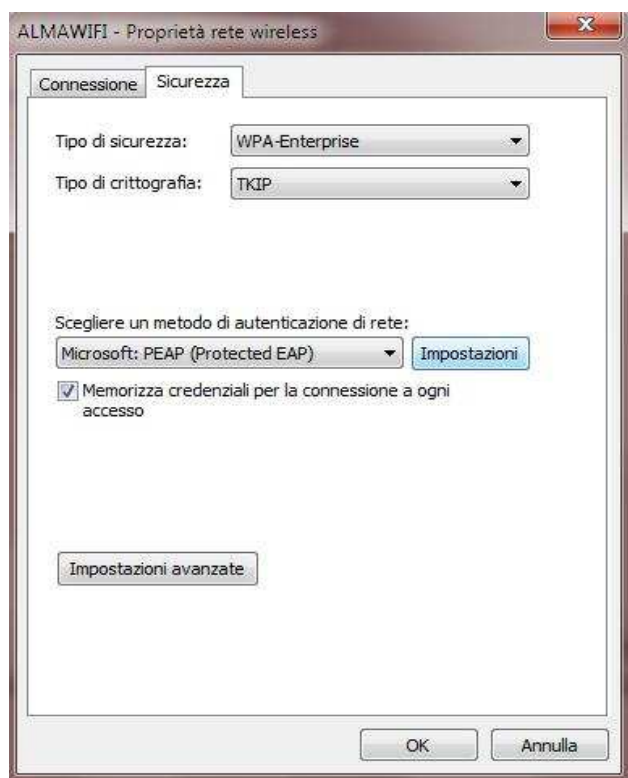 ALMAWIFI - Proprietà rete wireless
Connessione
Sicurezza
Tipo di sicurezza:
WPA-Enterprise
Tipo di crittografia:
TKIP
Scegliere un metodo di autenticazione di rete:
Microsoft: PEAP (Protected EAP)
Impostazioni
Memorizza credenziali per la connessione a ogni
accesso
Impostazioni avanzate
OK
Annulla